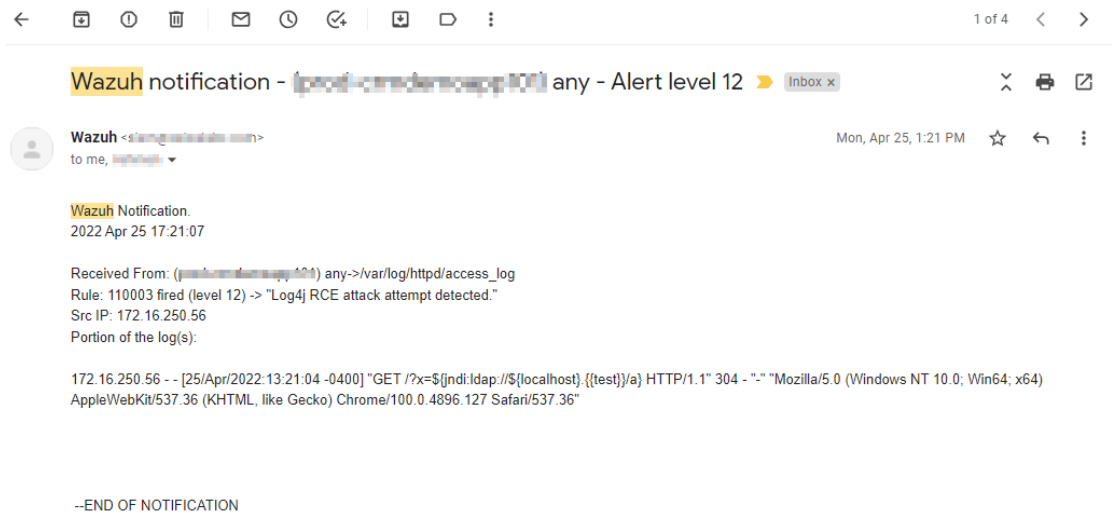 1 of 4
Wazuh notification - any - Alert level 12 Inbox x
Wazuh
Mon, Apr 25, 1:21 PM
to me,
Wazuh Notification.
2022 Apr 25 17:21:07
Received From: ( ) any->/var/log/httpd/access_log
Rule: 110003 fired (level 12) -> "Log4j RCE attack attempt detected."
Src IP: 172.16.250.56
Portion of the log(s):
172.16.250.56 - - [25/Apr/2022:13:21:04 -0400] "GET /?x=${jndi:ldap://${localhost}.{{test}}/a} HTTP/1.1" 304 - "-" "Mozilla/5.0 (Windows NT 10.0; Win64; x64)
AppleWebKit/537.36 (KHTML, like Gecko) Chrome/100.0.4896.127 Safari/537.36"
--END OF NOTIFICATION